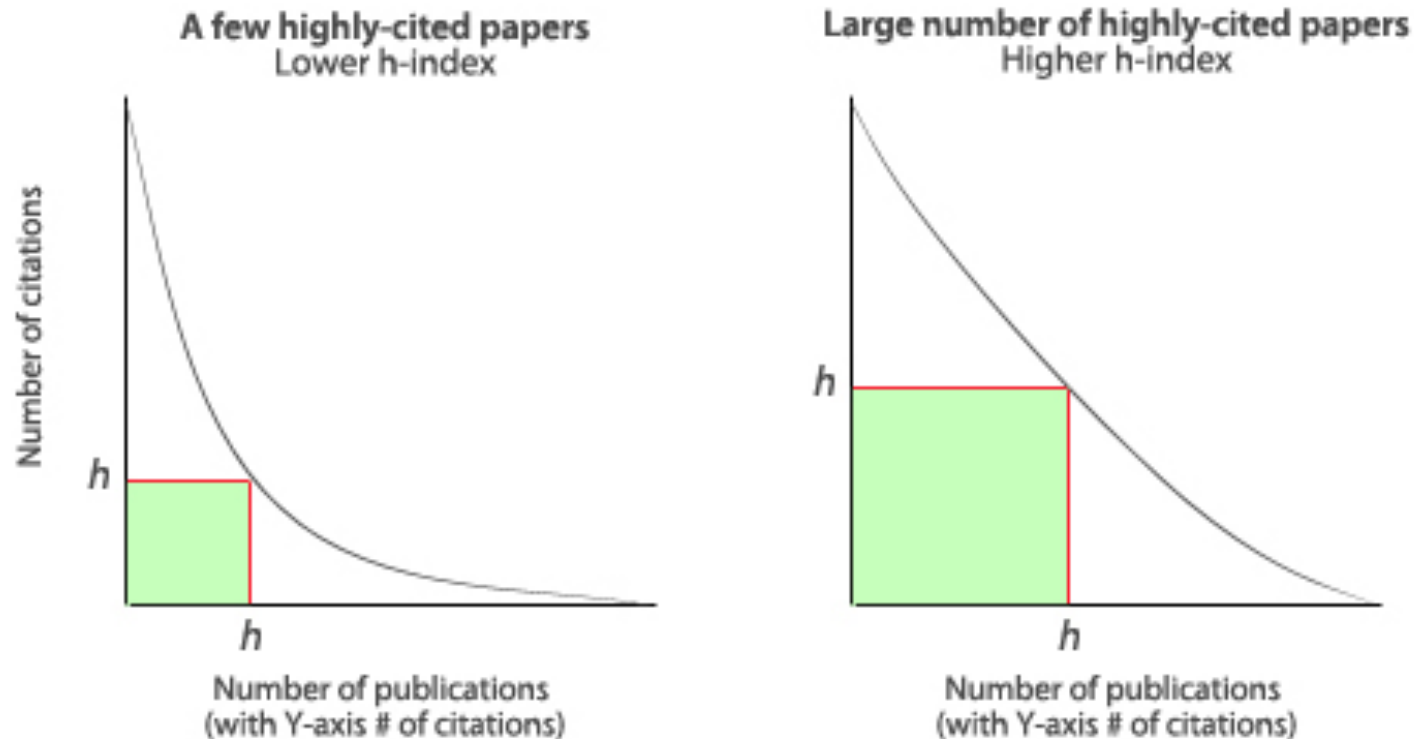 A few highly-cited papers
Lower h-index
Number of citations
h
h
Number of publications
(with Y-axis # of citations)
Large number of highly-cited papers
Higher h-index
h
h
Number of publications
(with Y-axis # of citations)